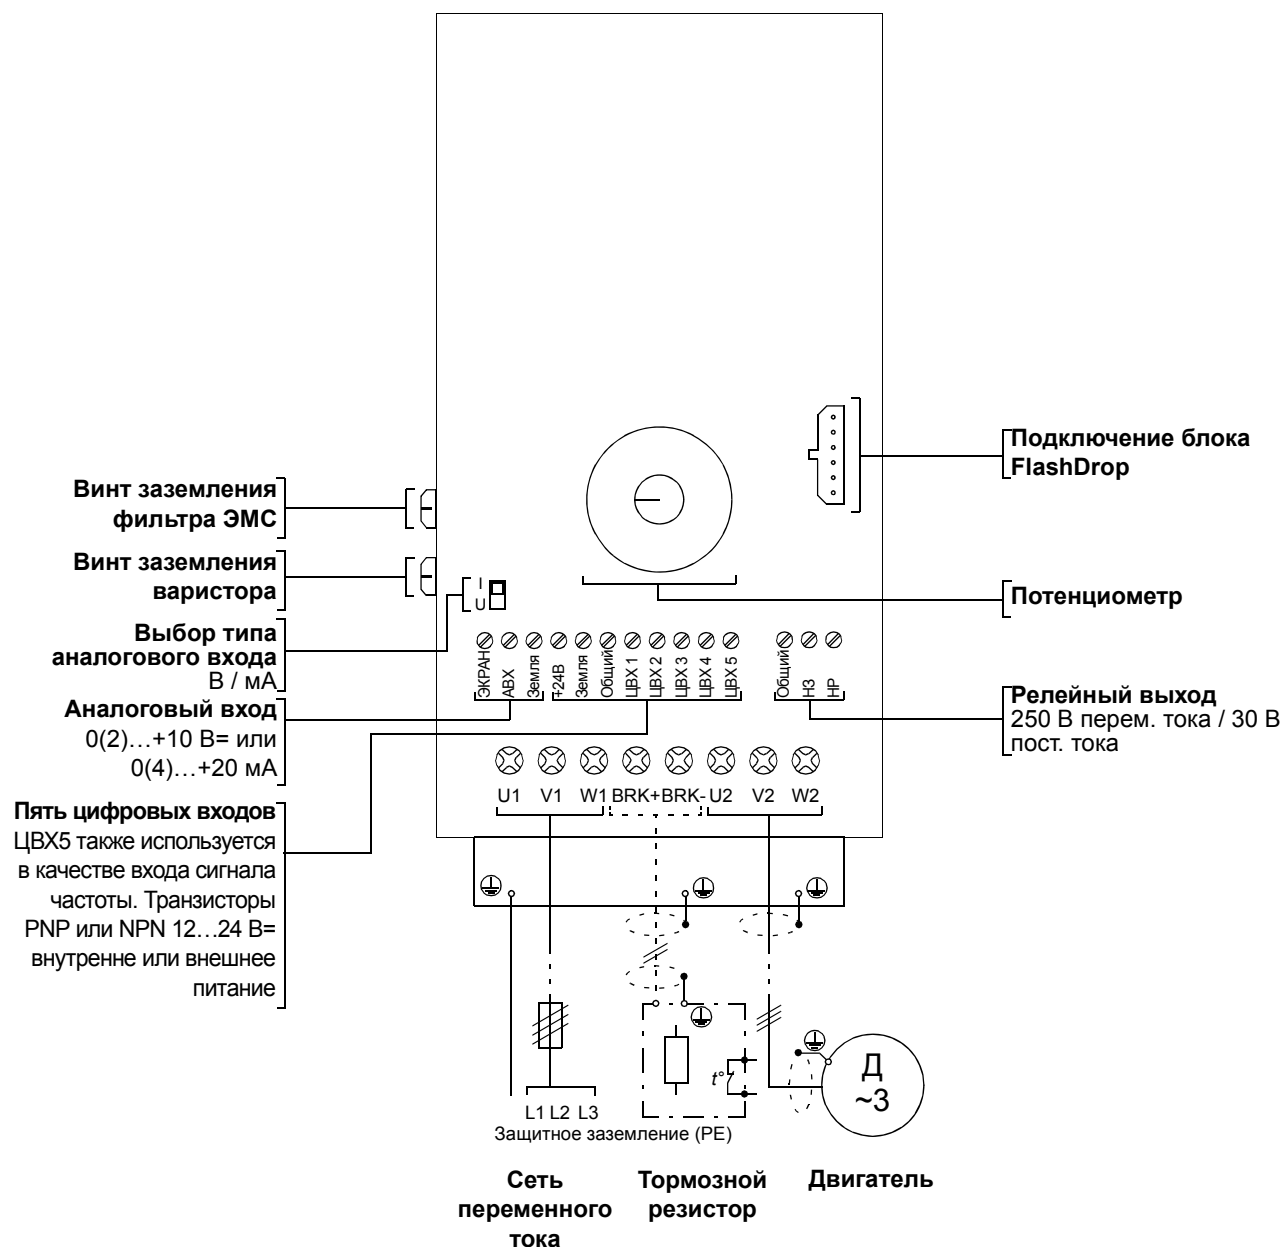 Подключение блока
FlashDrop
Винт заземления
фильтра ЭМС
Винт заземления
варистора
I
U
Потенциометр
Выбор типа
аналогового входа
В / мА
ЭКРАН
АВХ
Земля
+24В
Земля
Общий
ЦВХ 1
ЦВХ 2
ЦВХ 3
ЦВХ 4
ЦВХ 5
Общий
НЗ
НР
Релейный выход
250 В перем. тока / 30 В
пост. тока
Аналоговый вход
0(2)…+10 В= или
0(4)…+20 мА
U1 V1 W1 BRK+ BRK- U2 V2 W2
Пять цифровых входов
ЦВХ5 также используется
в качестве входа сигнала
частоты. Транзисторы
PNP или NPN 12…24 В=
внутренне или внешнее
питание
t°
Д
~3
L1 L2 L3
Защитное заземление (PE)
Сеть
переменного
тока
Тормозной
резистор
Двигатель